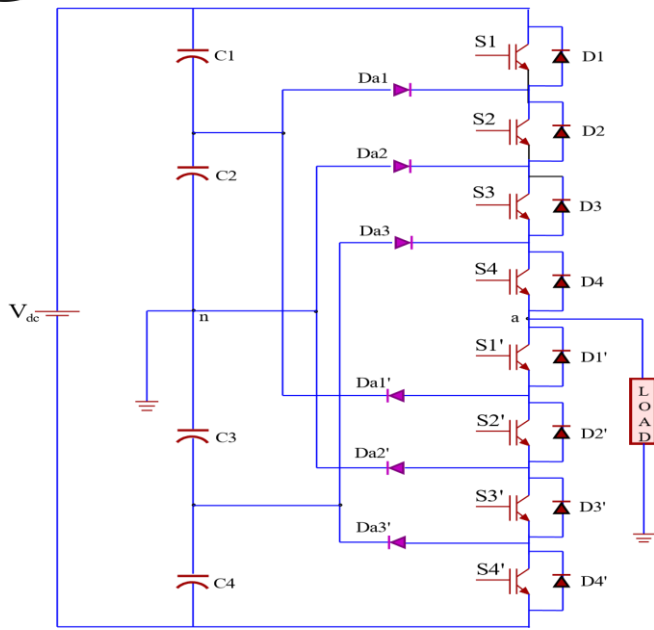 S1
D1
C1
Da1
S2
D2
Da2
C2
S3
D3
Da3
S4
D4
Vdc
n
a
S1'
D1'
Da1'
LOAD
S2'
D2'
C3
Da2'
S3'
D3'
Da3'
S4'
D4'
C4